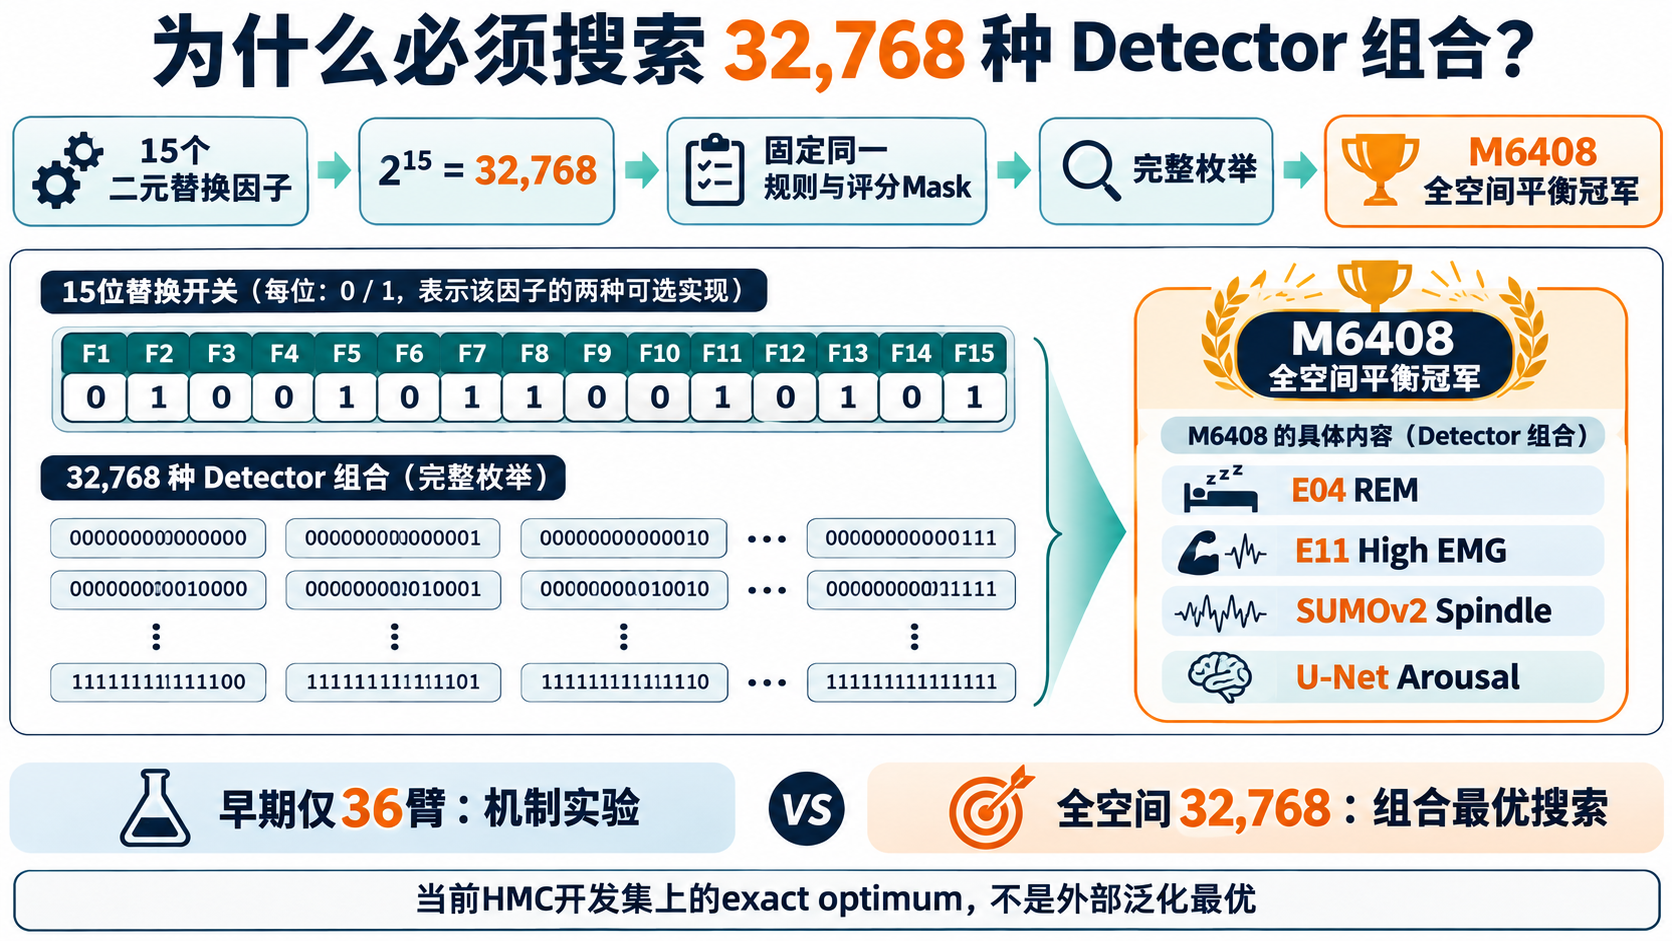 为什么必须搜索 32,768 种 Detector 组合？
15个
二元替换因子
2¹⁵ = 32,768
固定同一
规则与评分Mask
完整枚举
M6408
全空间平衡冠军
15位替换开关（每位：0 / 1，表示该因子的两种可选实现）
F1 F2 F3 F4 F5 F6 F7 F8 F9 F10 F11 F12 F13 F14 F15
0 1 0 0 1 0 1 1 0 0 1 0 1 0 1
32,768 种 Detector 组合（完整枚举）
...
...
...
M6408
全空间平衡冠军
M6408 的具体内容（Detector 组合）
zzz
E04 REM
E11 High EMG
SUMOv2 Spindle
U-Net Arousal
早期仅36臂：机制实验
VS
全空间 32,768：组合最优搜索
当前HMC开发集上的exact optimum，不是外部泛化最优